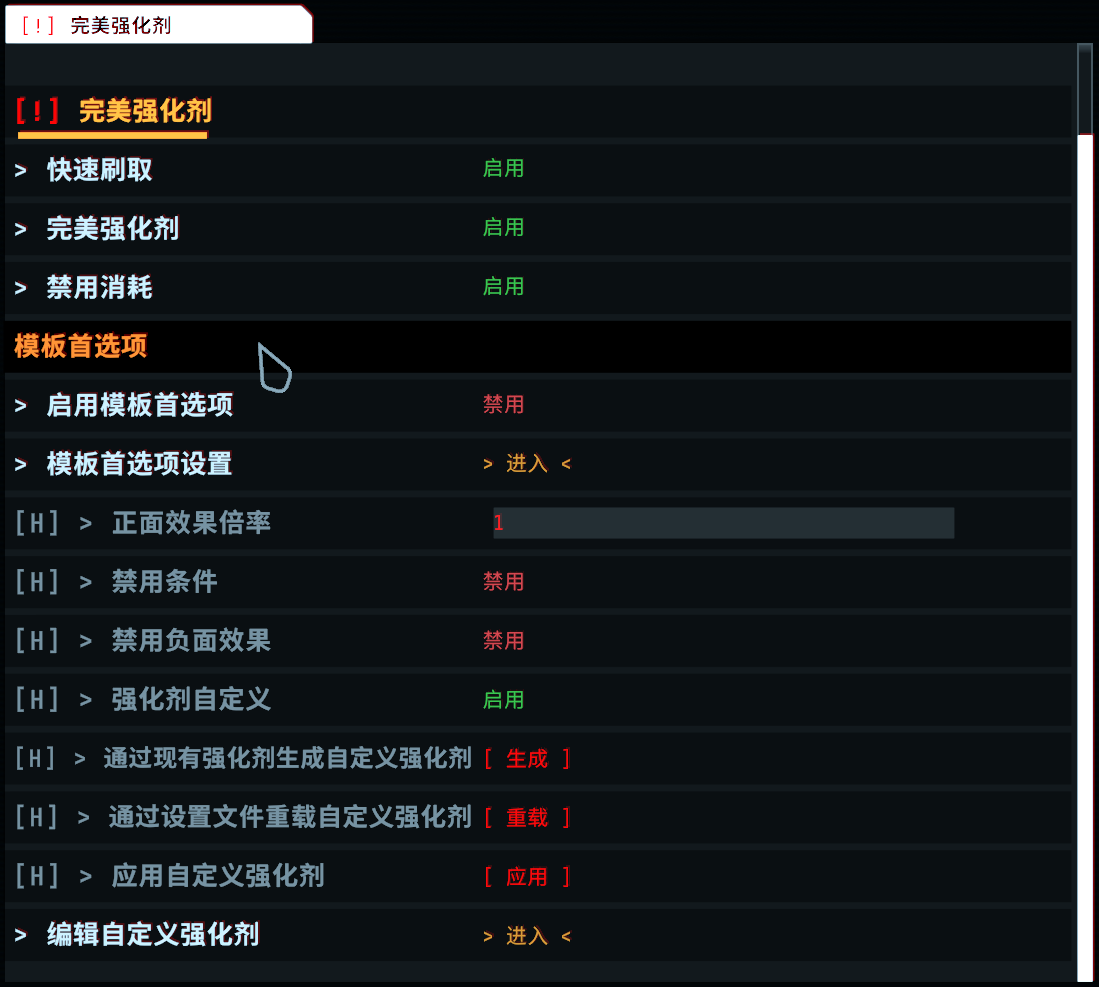 [!] 完美强化剂
[!] 完美强化剂
> 快速刷取 启用
> 完美强化剂 启用
> 禁用消耗 启用
模板首选项
> 启用模板首选项 禁用
> 模板首选项设置 > 进入 <
[H] > 正面效果倍率 1
[H] > 禁用条件 禁用
[H] > 禁用负面效果 禁用
[H] > 强化剂自定义 启用
[H] > 通过现有强化剂生成自定义强化剂 [ 生成 ]
[H] > 通过设置文件重载自定义强化剂 [ 重载 ]
[H] > 应用自定义强化剂 [ 应用 ]
> 编辑自定义强化剂 > 进入 <